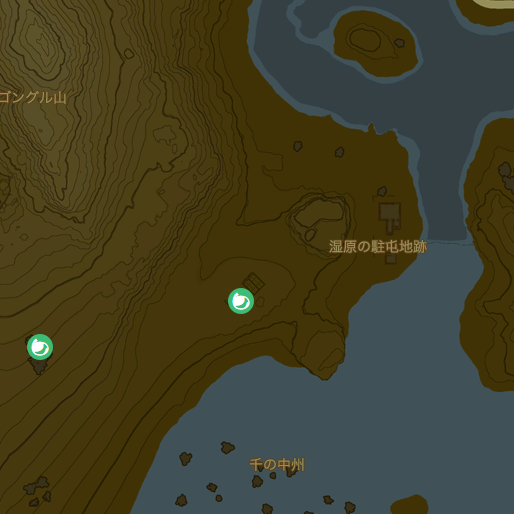 ゴングル山
湿原の駐屯地跡
千の中州